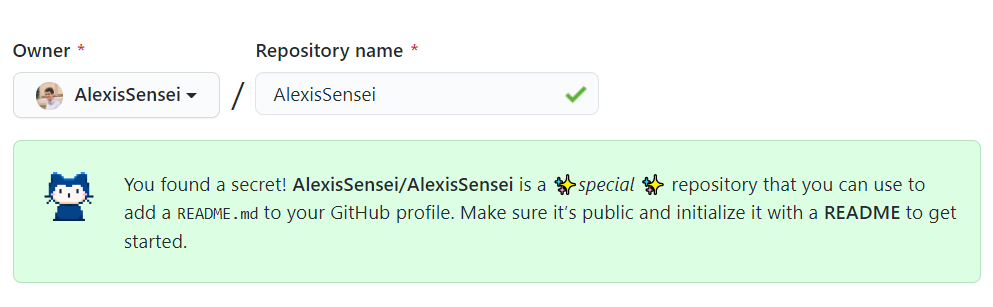 Owner * Repository name *
AlexisSensei / AlexisSensei
You found a secret! AlexisSensei/AlexisSensei is a ✨special ✨ repository that you can use to
add a README.md to your GitHub profile. Make sure it’s public and initialize it with a README to get
started.